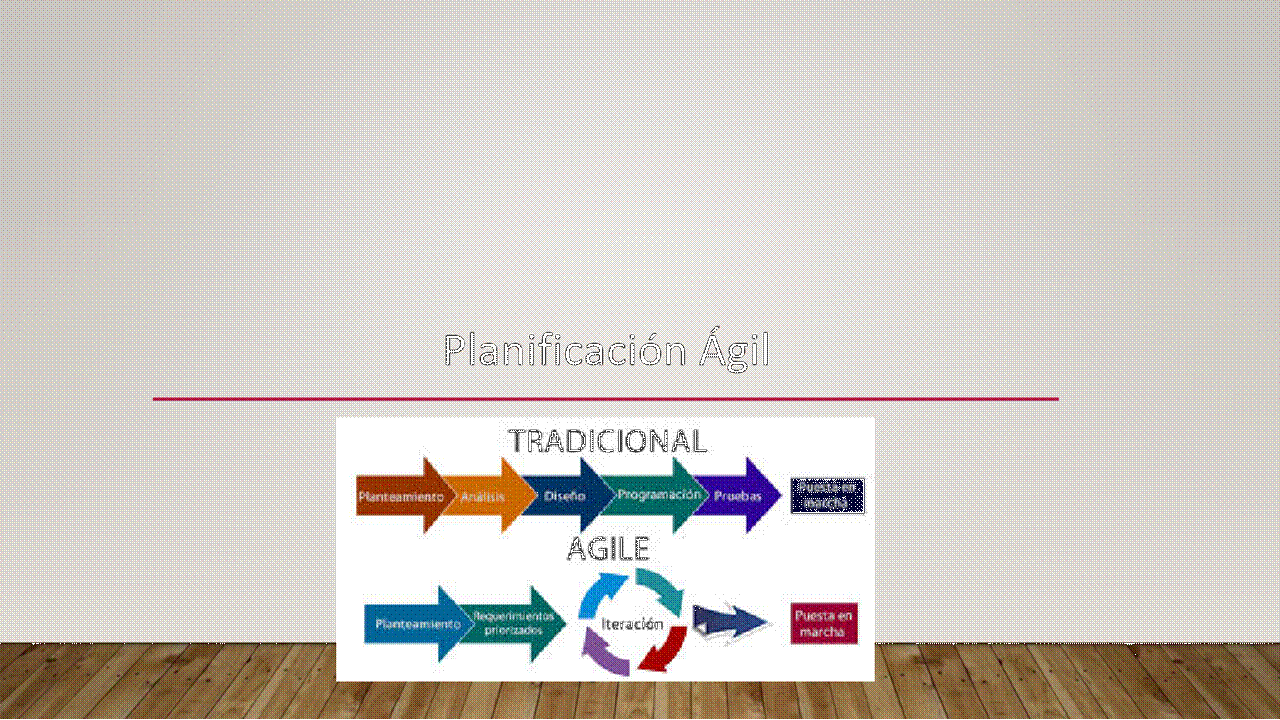 Planificación Ágil
TRADICIONAL
Planteamiento Análisis Diseño Programación Pruebas Puesta en
marcha
AGILE
Planteamiento Requerimientos
priorizados
Iteración
Puesta en
marcha